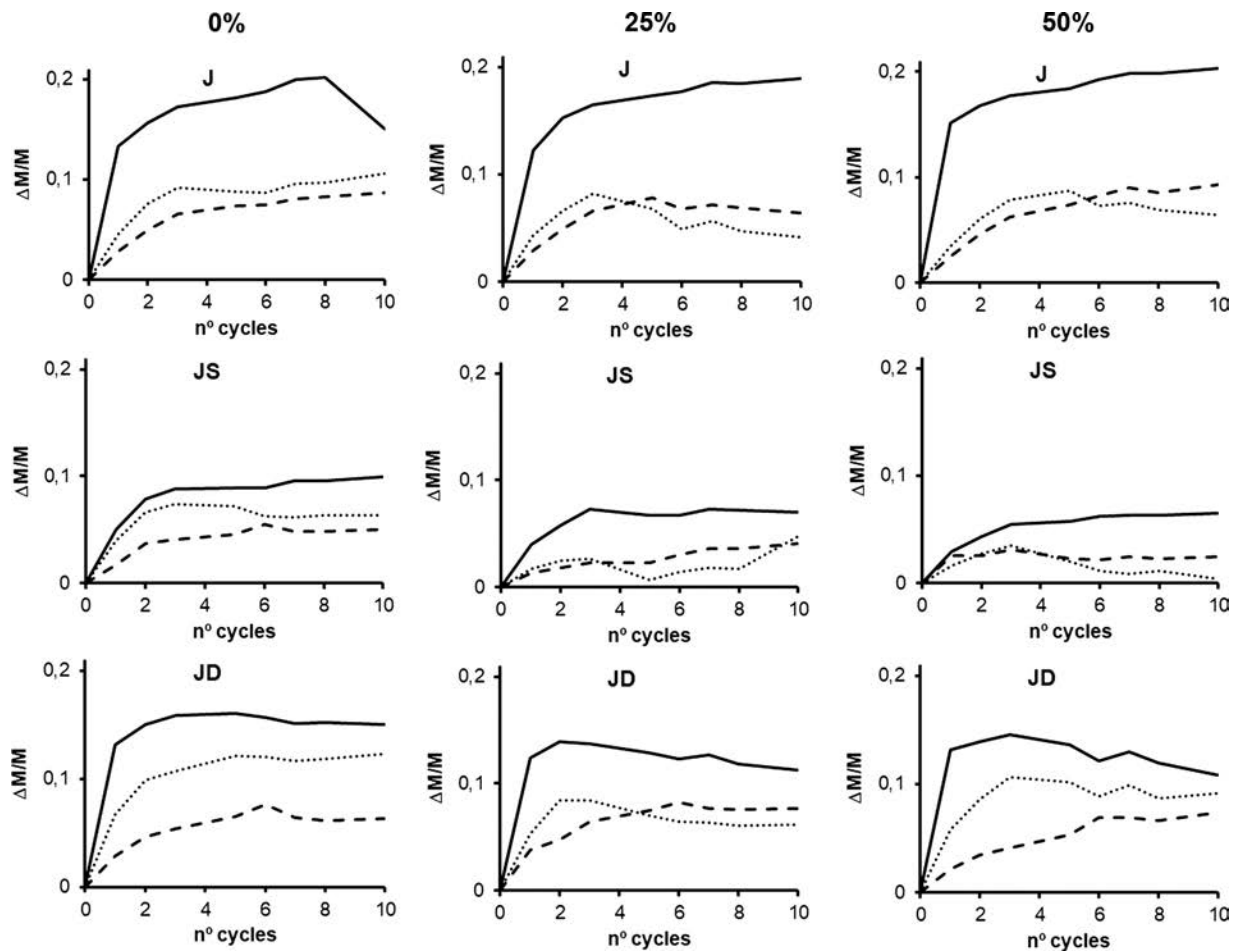 0% 25% 50%
J J J
0,2 0,2 0,2
ΔM/M ΔM/M ΔM/M
0,1 0,1 0,1
0 0 0
0 2 4 6 8 10 0 2 4 6 8 10 0 2 4 6 8 10
nº cycles nº cycles nº cycles
JS JS JS
0,2 0,2 0,2
ΔM/M ΔM/M ΔM/M
0,1 0,1 0,1
0 0 0
0 2 4 6 8 10 0 2 4 6 8 10 0 2 4 6 8 10
nº cycles nº cycles nº cycles
JD JD JD
0,2 0,2 0,2
ΔM/M ΔM/M ΔM/M
0,1 0,1 0,1
0 0 0
0 2 4 6 8 10 0 2 4 6 8 10 0 2 4 6 8 10
nº cycles nº cycles nº cycles